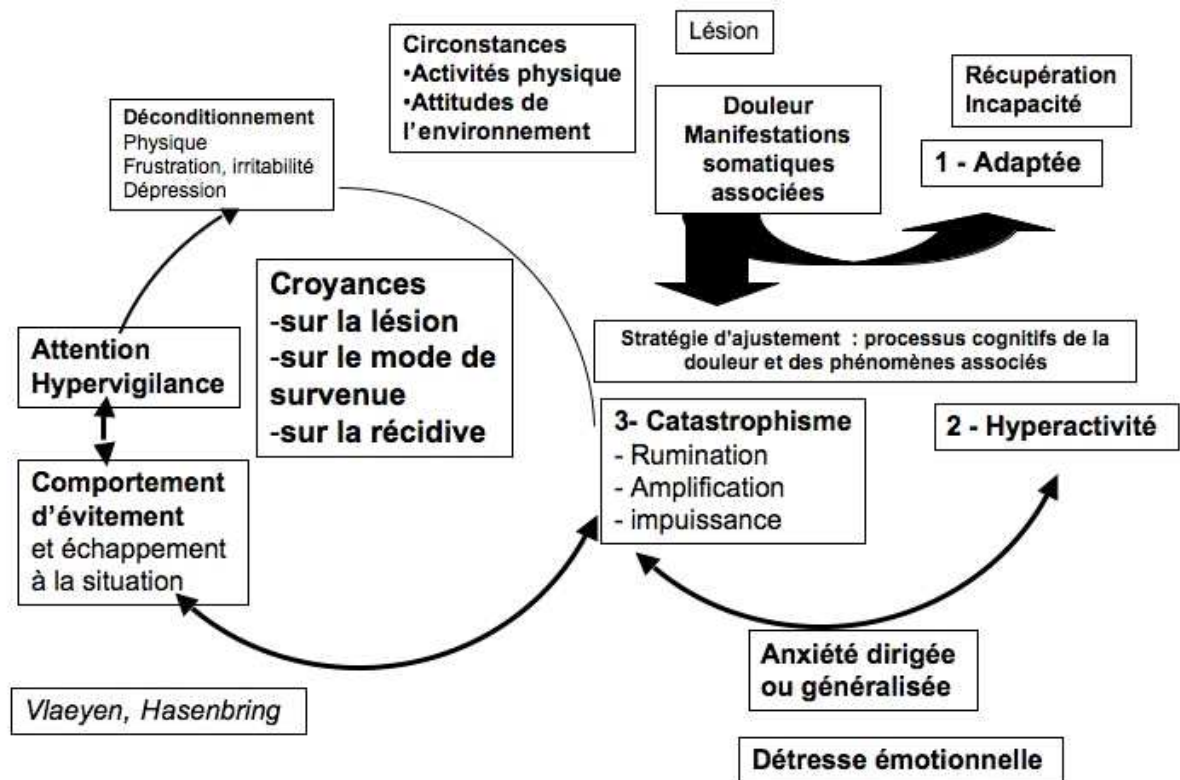 Lésion
Circonstances
•Activités physique
•Attitudes de
l'environnement
Récupération
Incapacité
Douleur
Manifestations
somatiques
associées
1 - Adaptée
Déconditionnement
Physique
Frustration, irritabilité
Dépression
Croyances
-sur la lésion
-sur le mode de
survenue
-sur la récidive
Attention
Hypervigilance
Stratégie d'ajustement : processus cognitifs de la
douleur et des phénomènes associés
3- Catastrophisme
- Rumination
- Amplification
- impuissance
2 - Hyperactivité
Comportement
d'évitement
et échappement
à la situation
Anxiété dirigée
ou généralisée
Vlaeyen, Hasenbring
Détresse émotionnelle